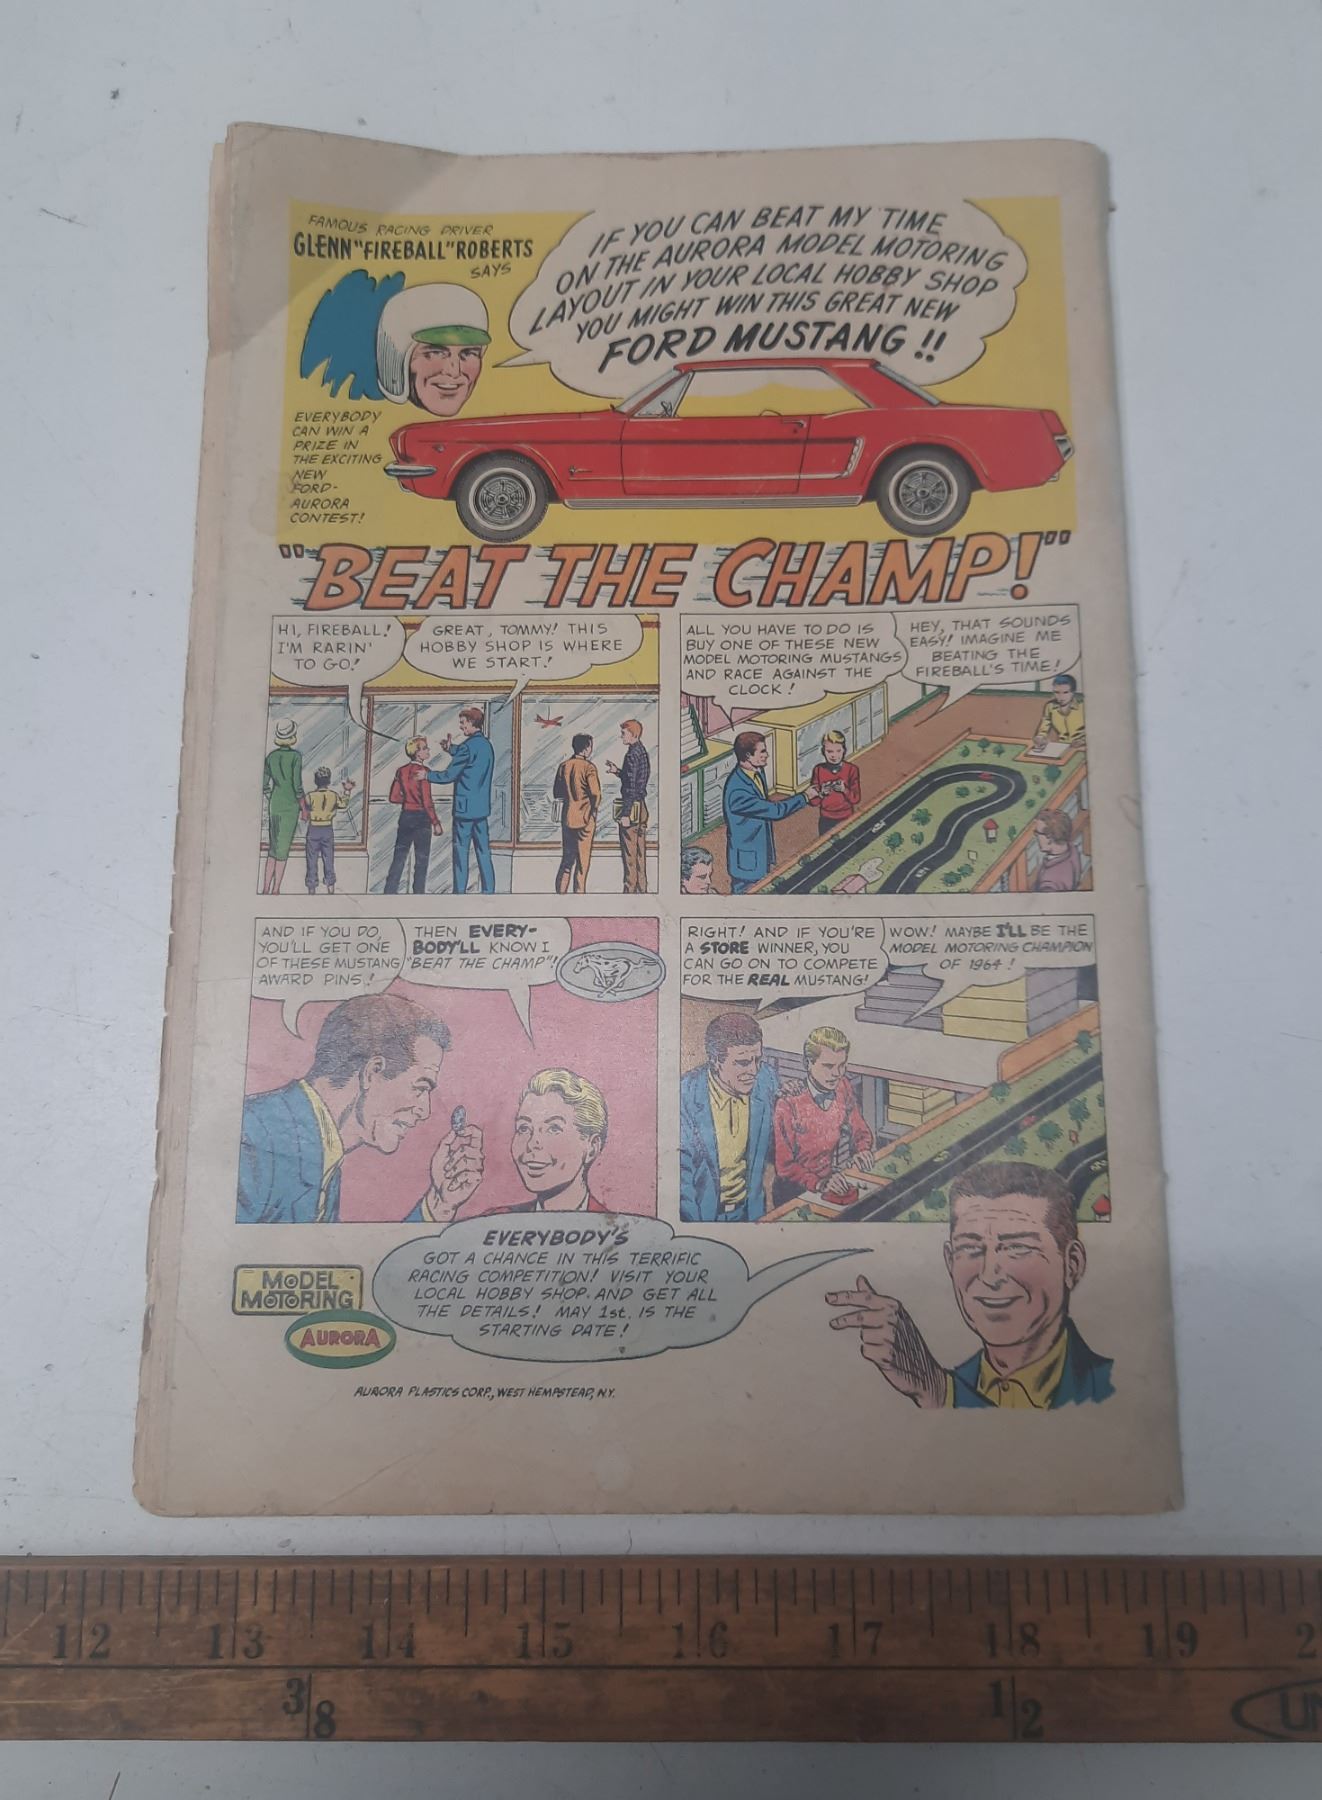 FAMOUS RACING DRIVER
GLENN "FIREBALL" ROBERTS
SAYS
IF YOU CAN BEAT MY TIME
ON THE AURORA MODEL MOTORING
LAYOUT IN YOUR LOCAL HOBBY SHOP
YOU MIGHT WIN THIS GREAT NEW
FORD MUSTANG!!
EVERYBODY
CAN WIN A
PRIZE IN
THE EXCITING
NEW
FORD-
AURORA
CONTEST!
"BEAT THE CHAMP!"
HI, FIREBALL!
I'M RARIN'
TO GO!
GREAT, TOMMY! THIS
HOBBY SHOP IS WHERE
WE START!
ALL YOU HAVE TO DO IS
BUY ONE OF THESE NEW
MODEL MOTORING MUSTANGS
AND RACE AGAINST THE
CLOCK!
HEY, THAT SOUNDS
EASY! IMAGINE ME
BEATING THE
FIREBALL'S TIME!
AND IF YOU DO,
YOU'LL GET ONE
OF THESE MUSTANG
AWARD PINS!
THEN EVERY-
BODY'LL KNOW I
"BEAT THE CHAMP"!
RIGHT! AND IF YOU'RE
A STORE WINNER, YOU
CAN GO ON TO COMPETE
FOR THE REAL MUSTANG!
WOW! MAYBE I'LL BE THE
MODEL MOTORING CHAMPION
OF 1964!
EVERYBODY'S
GOT A CHANCE IN THIS TERRIFIC
RACING COMPETITION! VISIT YOUR
LOCAL HOBBY SHOP. AND GET ALL
THE DETAILS! MAY 1st. IS THE
STARTING DATE!
MODEL
MOTORING
AURORA
AURORA PLASTICS CORP., WEST HEMPSTEAD, N.Y.
12 13 14 15 16 17 18 19 2
3/8 1/2 UN